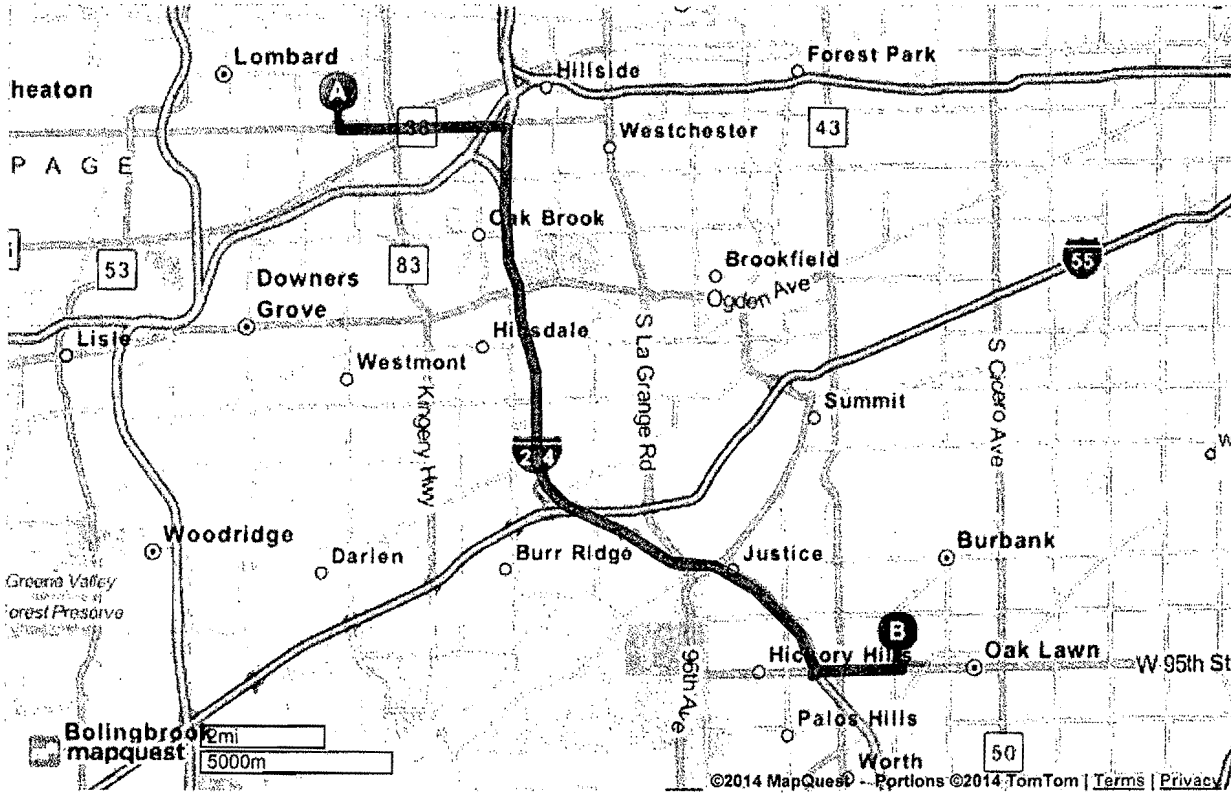 Lombard
Hillside
Forest Park
heaton
A
38
43
Westchester
P A G E
Oak Brook
53
83
55
Brookfield
Downers
Grove
Ogden Ave
Hinsdale
Lisle
Westmont
S La Grange Rd
S Cicero Ave
Kingery Hwy
Summit
294
W
Woodridge
Darien
Burr Ridge
Justice
Burbank
Greene Valley
orest Preserve
B
Hickory Hills
Oak Lawn
W 95th St
96th Ave
Palos Hills
Bolingbrook
2mi
mapquest
5000m
50
Worth
©2014 MapQuest - Portions ©2014 TomTom | Terms | Privacy